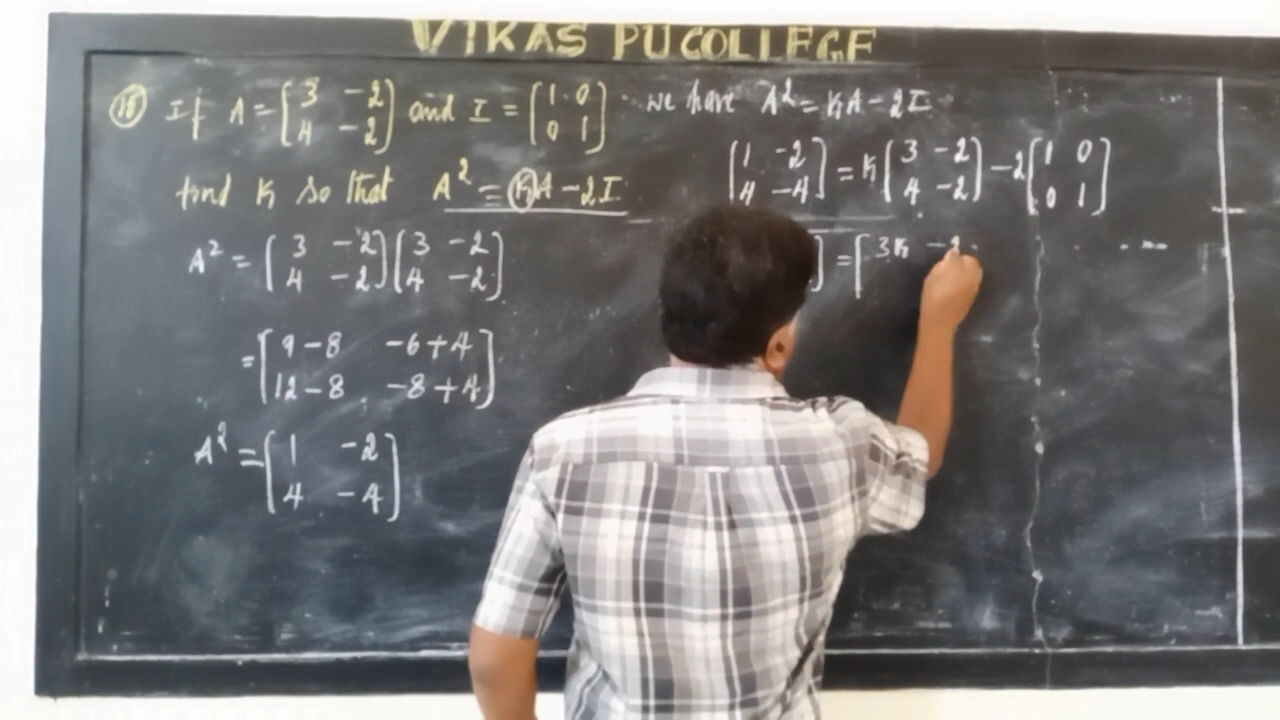 VIKAS PU COLLEGE
(18) If A = [3 -2; 4 -2] and I = [1 0; 0 1]
find K so that A² = KA - 2I
A² = [3 -2; 4 -2] [3 -2; 4 -2]
= [9-8 -6+4; 12-8 -8+4]
A² = [1 -2; 4 -4]
we have A² = KA - 2I
[1 -2; 4 -4] = K [3 -2; 4 -2] - 2 [1 0; 0 1]
] = [3K -2